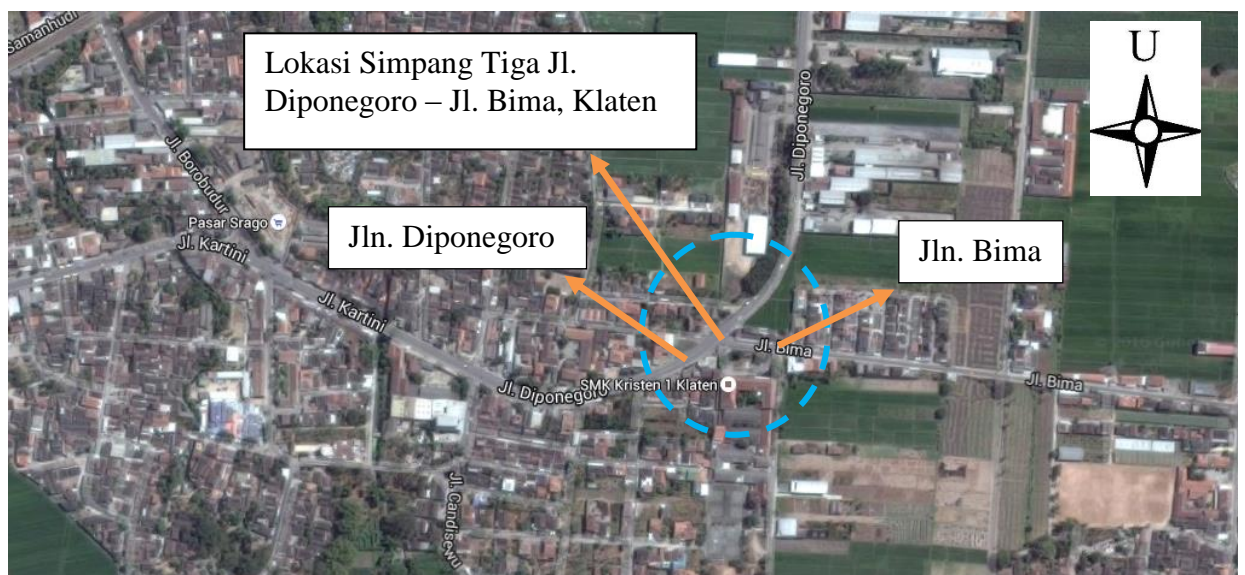 Samanhudi
Lokasi Simpang Tiga Jl.
Diponegoro – Jl. Bima, Klaten
U
Jl. Diponegoro
Jl. Borobudur
Pasar Srago
Jl. Kartini
Jln. Diponegoro
Jln. Bima
Jl. Kartini
Jl. Bima
Jl. Bima
SMK Kristen 1 Klaten
Jl. Diponegoro
Jl. Candisewu